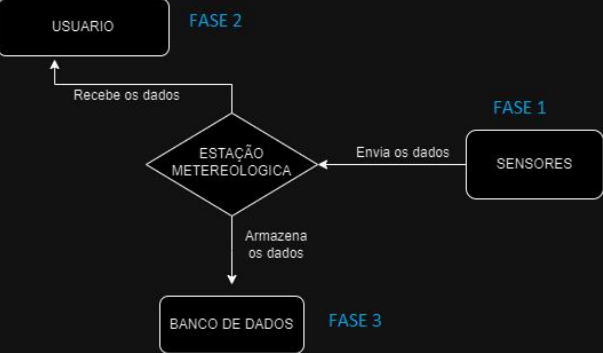 USUARIO
FASE 2
Recebe os dados
FASE 1
ESTAÇÃO
METEREOLOGICA
Envia os dados
SENSORES
Armazena
os dados
BANCO DE DADOS
FASE 3